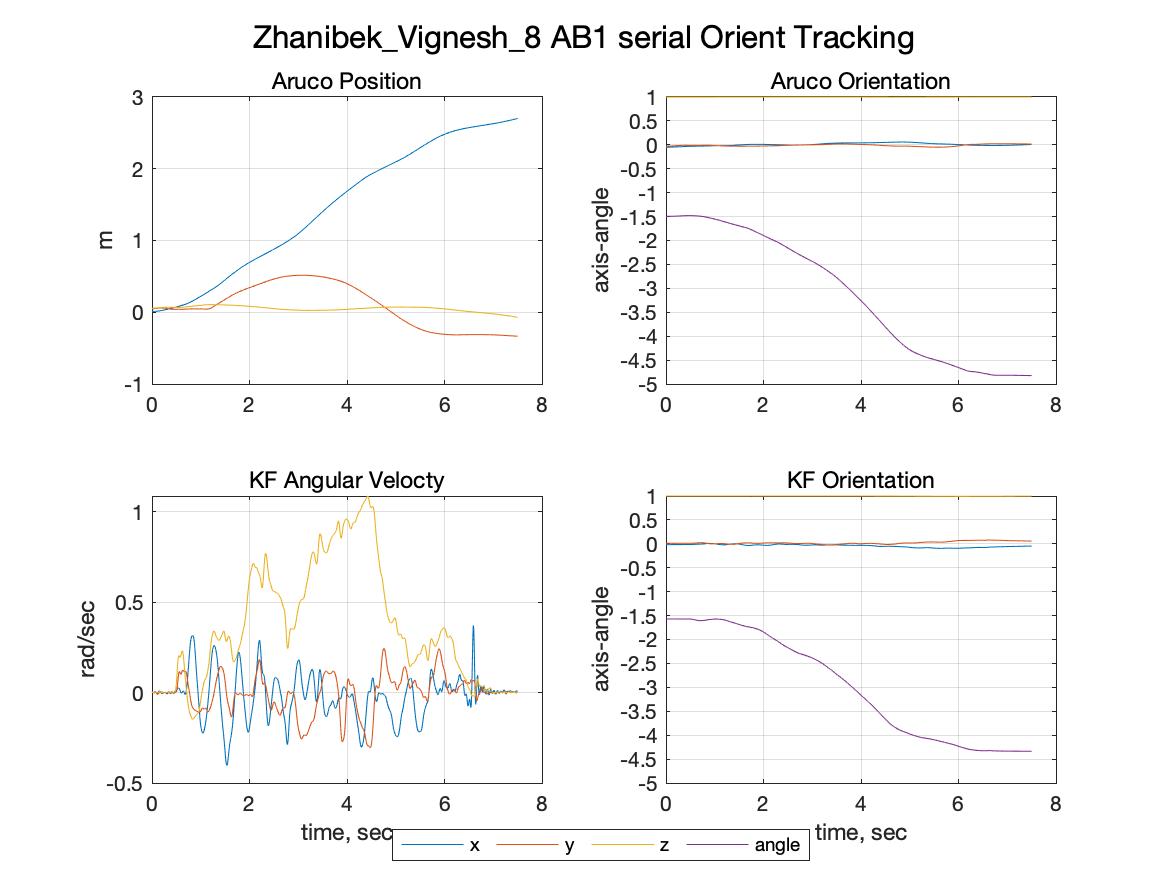 Zhanibek_Vignesh_8 AB1 serial Orient Tracking
Aruco Position
3
2
1
0
-1
m
0 2 4 6 8
Aruco Orientation
1
0.5
0
-0.5
-1
-1.5
-2
-2.5
-3
-3.5
-4
-4.5
-5
axis-angle
0 2 4 6 8
KF Angular Velocty
1
0.5
0
-0.5
rad/sec
0 2 4 6 8
time, sec
KF Orientation
1
0.5
0
-0.5
-1
-1.5
-2
-2.5
-3
-3.5
-4
-4.5
-5
axis-angle
0 2 4 6 8
time, sec
x y z angle